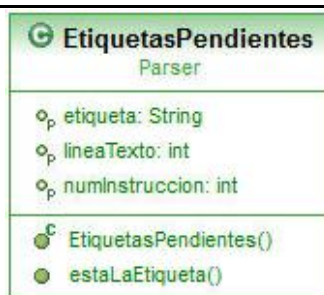 G EtiquetasPendientes
Parser
P etiqueta: String
P lineaTexto: int
P numInstruccion: int
C EtiquetasPendientes()
estaLaEtiqueta()